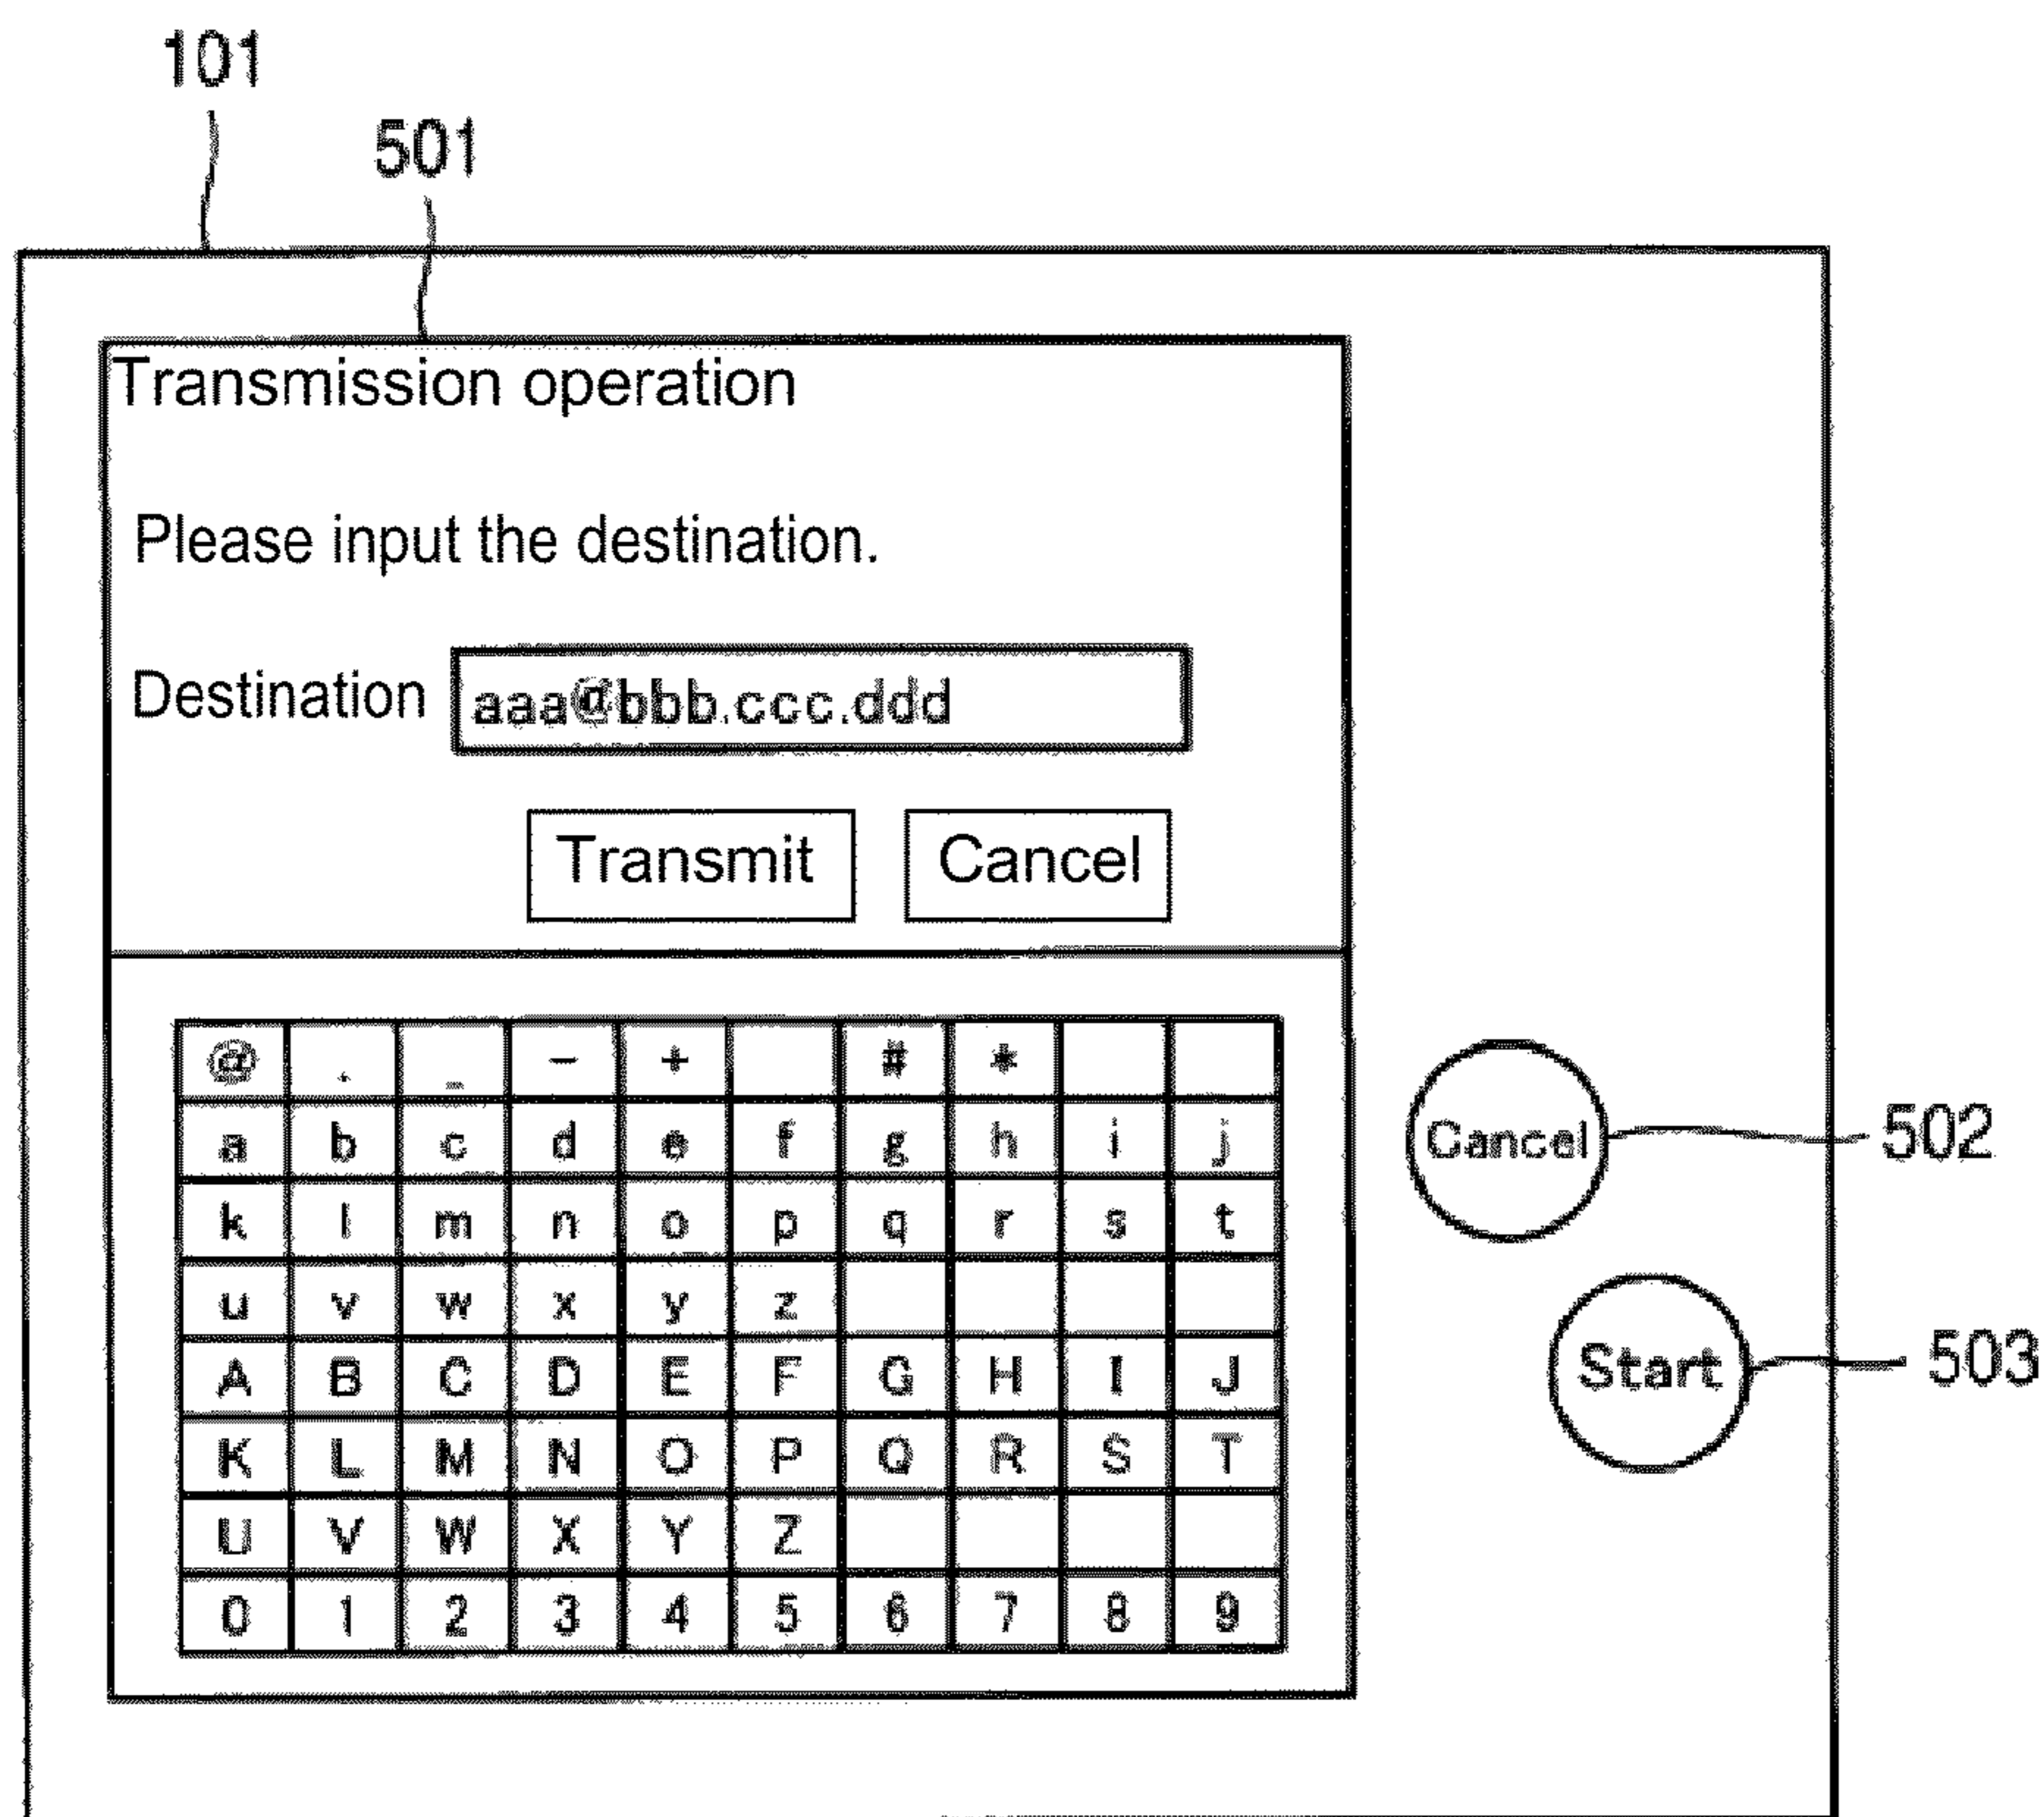 101
501
Transmission operation
Please input the destination.
Destination aaa@bbb.ccc.ddd
Transmit Cancel
@ . _ - + # *
a b c d e f g h i j
Cancel 502
k l m n o p q r s t
u v w x y z
A B C D E F G H I J
Start 503
K L M N O P Q R S T
U V W X Y Z
0 1 2 3 4 5 6 7 8 9